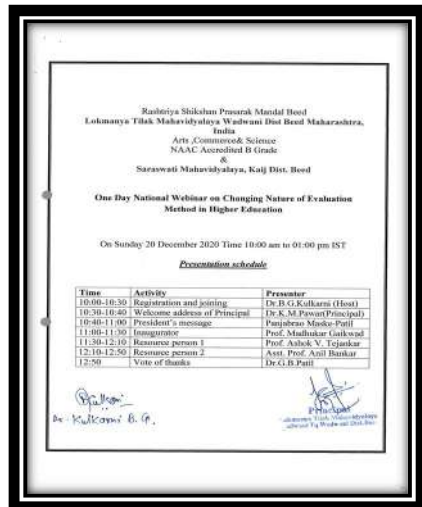 Rashtriya Shikshan Prasarak Mandal Beed
Lokmanya Tilak Mahavidyalaya Wadwani Dist Beed Maharashtra,
India
Arts ,Commerce& Science
NAAC Accredited B Grade
&
Saraswati Mahavidyalaya, Kaij Dist. Beed
One Day National Webinar on Changing Nature of Evaluation
Method in Higher Education
On Sunday 20 December 2020 Time 10:00 am to 01:00 pm IST
Presentation schedule
Time Activity Presenter
10:00-10:30 Registration and joining Dr.B.G.Kulkarni (Host)
10:30-10:40 Welcome address of Principal Dr.K.M.Pawar(Principal)
10:40-11:00 President's message Panjabrao Maske-Patil
11:00-11:30 Inaugurator Prof. Madhukar Gaikwad
11:30-12:10 Resource person 1 Prof. Ashok V. Tejankar
12:10-12:50 Resource person 2 Asst. Prof. Anil Bankar
12:50 Vote of thanks Dr.G.B.Patil
Dr. Kulkarni B. G.
Principal
Tilak Mahavidyalaya